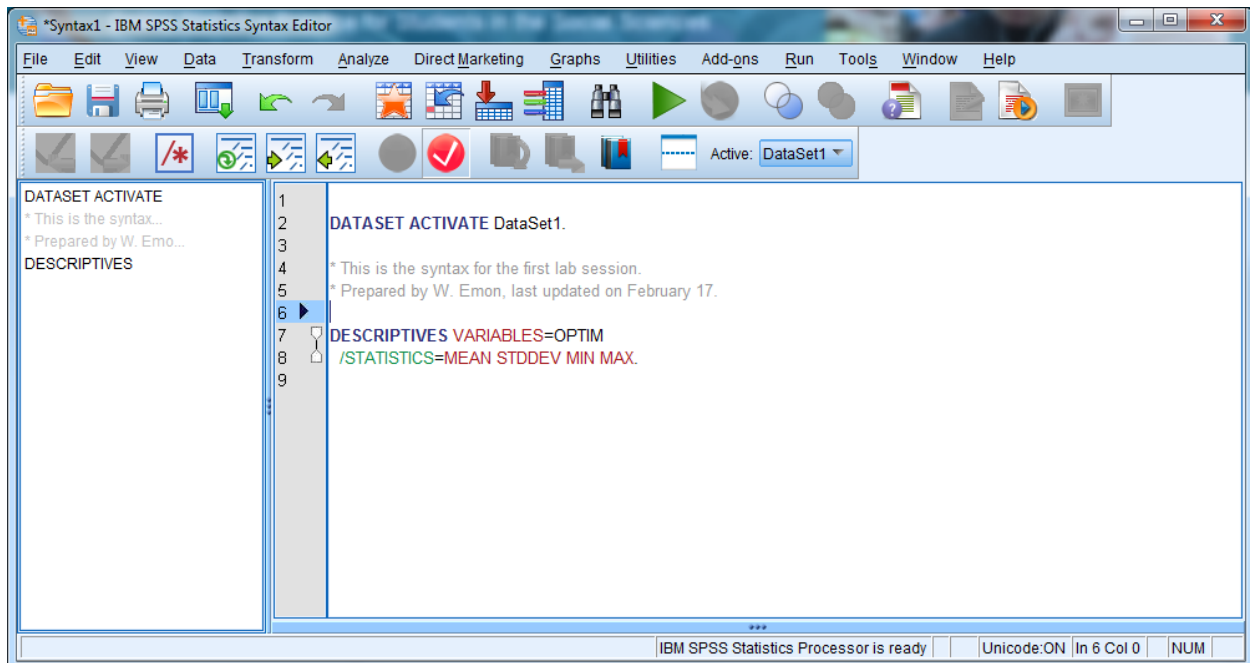 *Syntax1 - IBM SPSS Statistics Syntax Editor
File Edit View Data Transform Analyze Direct Marketing Graphs Utilities Add-ons Run Tools Window Help
Active: DataSet1
DATASET ACTIVATE
* This is the syntax...
* Prepared by W. Emo...
DESCRIPTIVES
1
2 DATASET ACTIVATE DataSet1.
3
4 * This is the syntax for the first lab session.
5 * Prepared by W. Emon, last updated on February 17.
6
7 DESCRIPTIVES VARIABLES=OPTIM
8 /STATISTICS=MEAN STDDEV MIN MAX.
9
IBM SPSS Statistics Processor is ready Unicode:ON In 6 Col 0 NUM